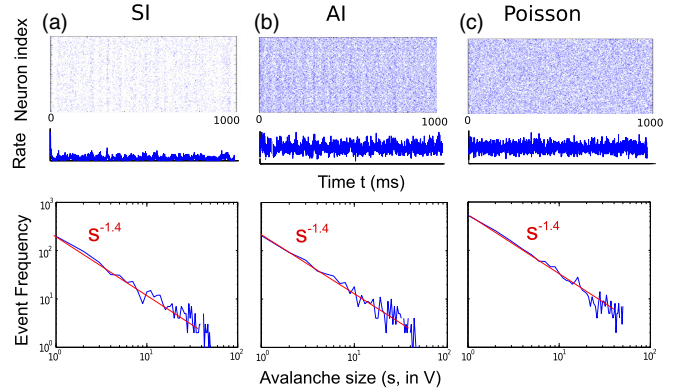 (a) SI (b) AI (c) Poisson
Neuron index
0 1000 0 1000 0 1000
Rate
Time t (ms)
Event Frequency
10³
10²
10¹
10⁰
s⁻¹·⁴ s⁻¹·⁴ s⁻¹·⁴
10⁰ 10¹ 10² 10⁰ 10¹ 10² 10⁰ 10¹ 10²
Avalanche size (s, in V)